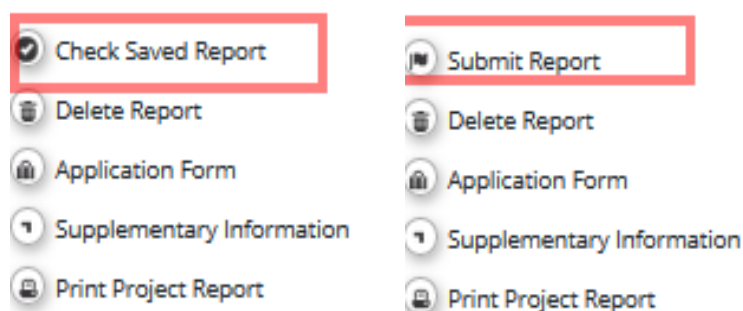 Check Saved Report
Delete Report
Application Form
Supplementary Information
Print Project Report
Submit Report
Delete Report
Application Form
Supplementary Information
Print Project Report